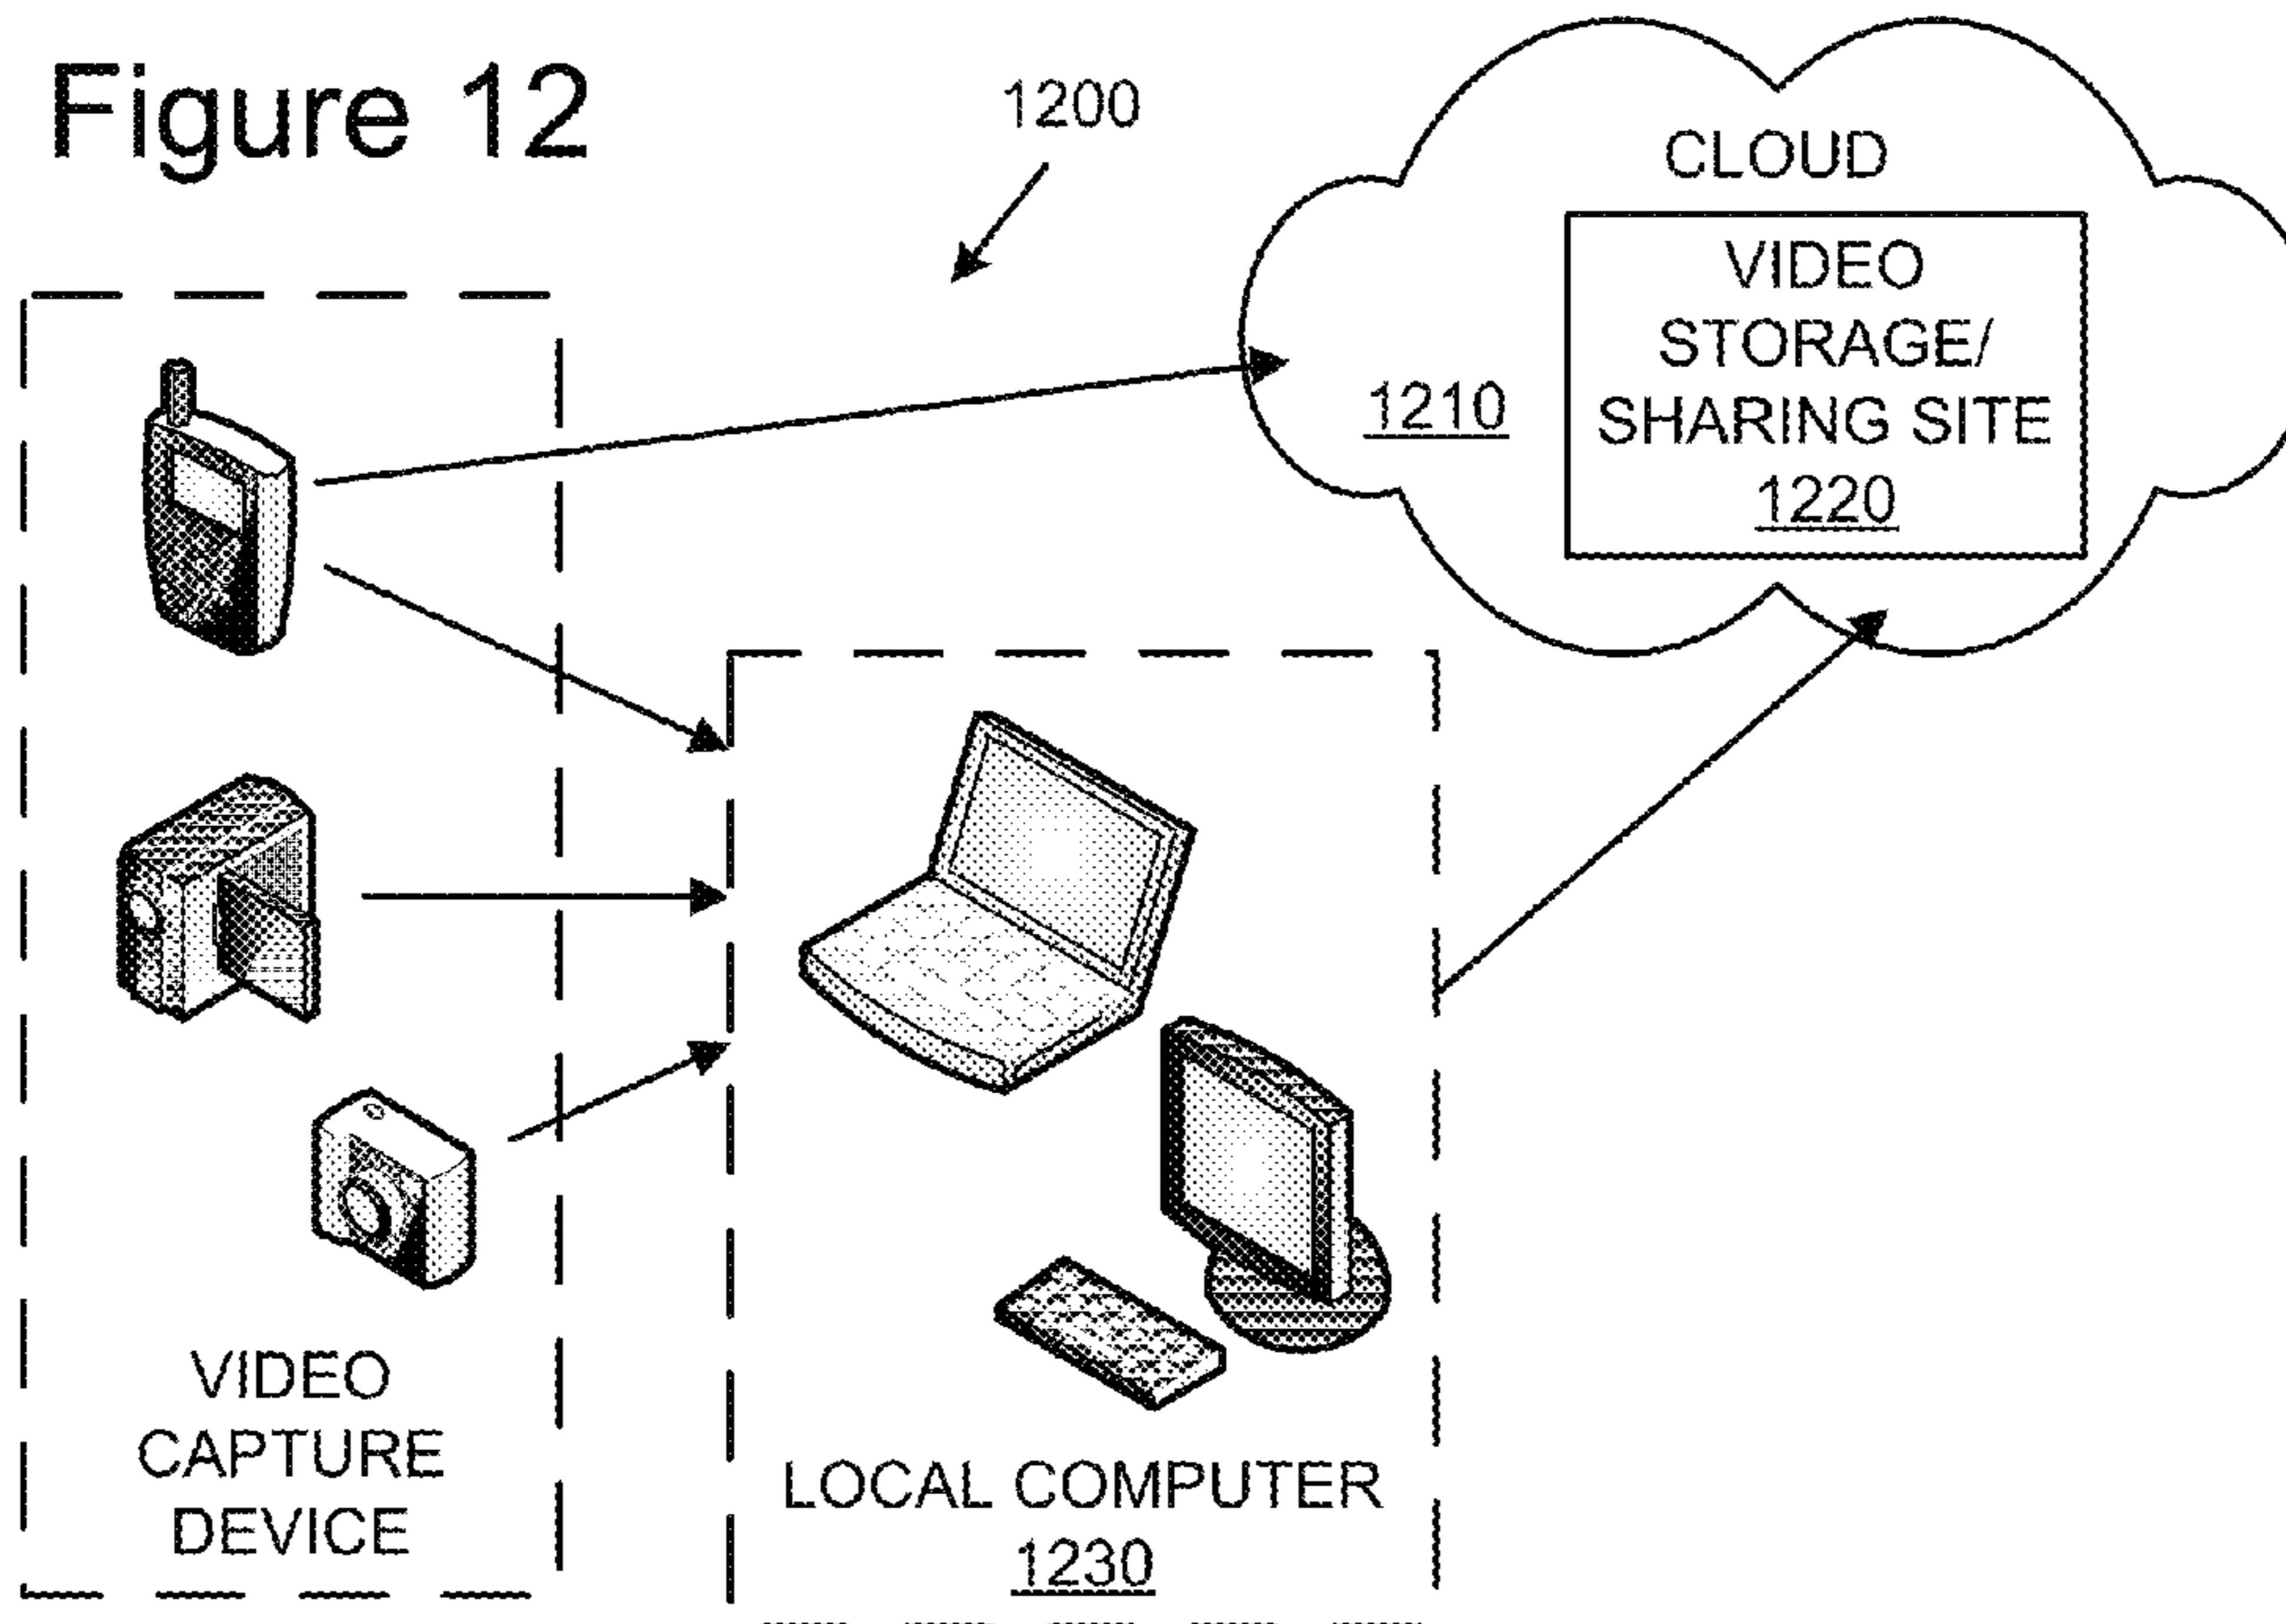 Figure 12
1200
CLOUD
1210
VIDEO
STORAGE/
SHARING SITE
1220
VIDEO
CAPTURE
DEVICE
LOCAL COMPUTER
1230